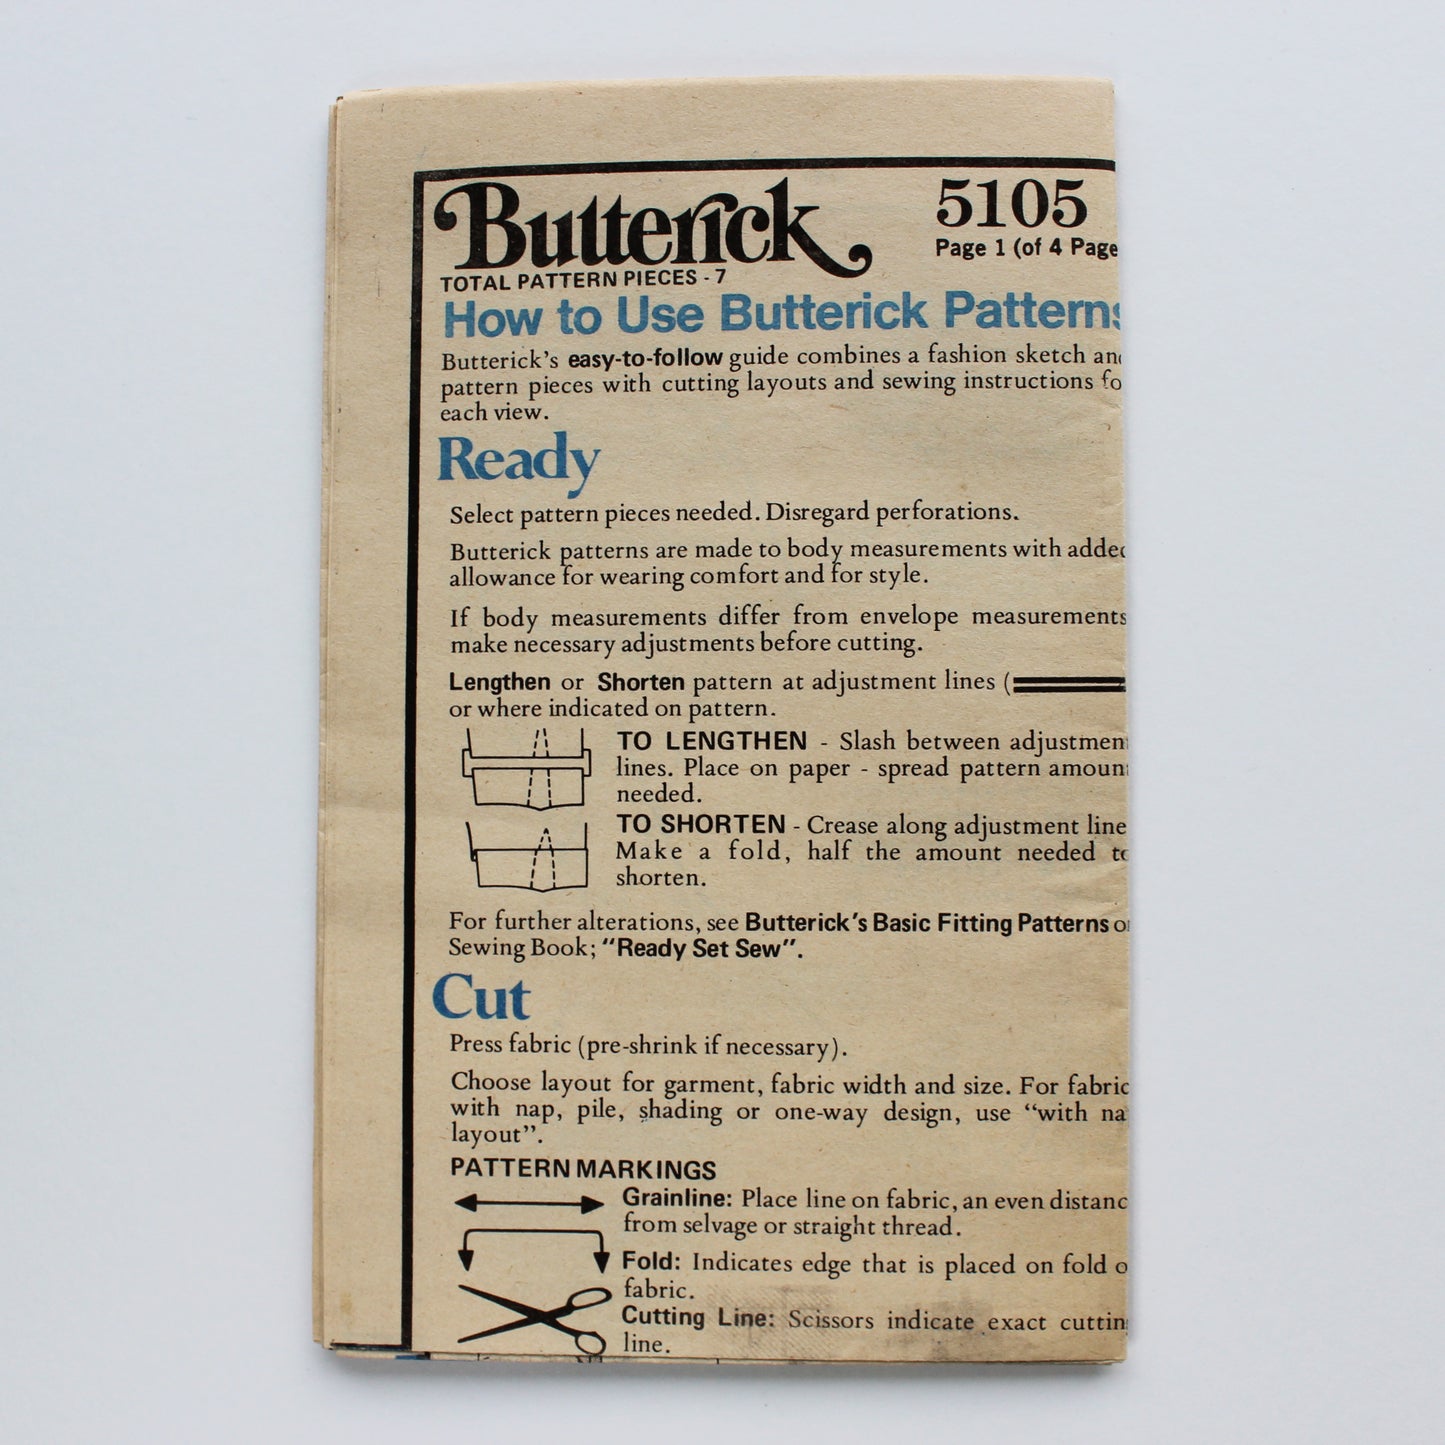 Butterick
5105
Page 1 (of 4 Page
TOTAL PATTERN PIECES - 7
How to Use Butterick Patterns
Butterick's easy-to-follow guide combines a fashion sketch and
pattern pieces with cutting layouts and sewing instructions fo
each view.
Ready
Select pattern pieces needed. Disregard perforations.
Butterick patterns are made to body measurements with added
allowance for wearing comfort and for style.
If body measurements differ from envelope measurements
make necessary adjustments before cutting.
Lengthen or Shorten pattern at adjustment lines (
or where indicated on pattern.
TO LENGTHEN - Slash between adjustment
lines. Place on paper - spread pattern amount
needed.
TO SHORTEN - Crease along adjustment line
Make a fold, half the amount needed to
shorten.
For further alterations, see Butterick's Basic Fitting Patterns or
Sewing Book; "Ready Set Sew".
Cut
Press fabric (pre-shrink if necessary).
Choose layout for garment, fabric width and size. For fabric
with nap, pile, shading or one-way design, use "with na
layout".
PATTERN MARKINGS
Grainline: Place line on fabric, an even distanc
from selvage or straight thread.
Fold: Indicates edge that is placed on fold o
fabric.
Cutting Line: Scissors indicate exact cuttin
line.